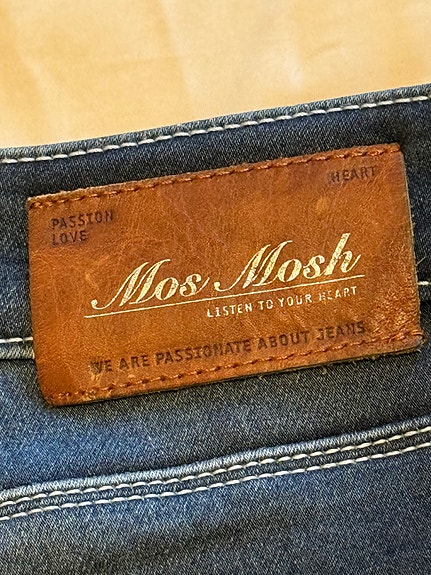 PASSION
LOVE
HEART
Mos Mosh
LISTEN TO YOUR HEART
WE ARE PASSIONATE ABOUT JEANS.